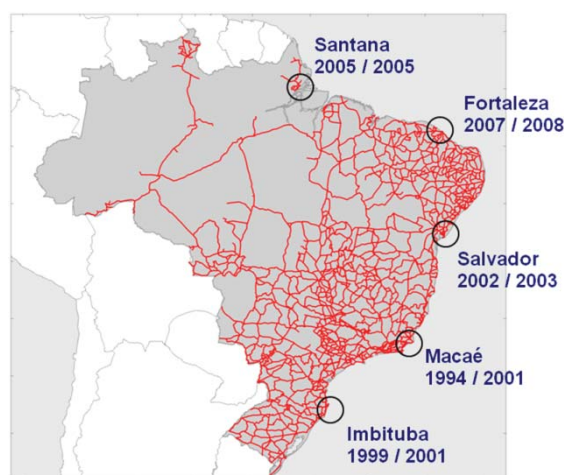 Santana
2005 / 2005
Fortaleza
2007 / 2008
Salvador
2002 / 2003
Macaé
1994 / 2001
Imbituba
1999 / 2001